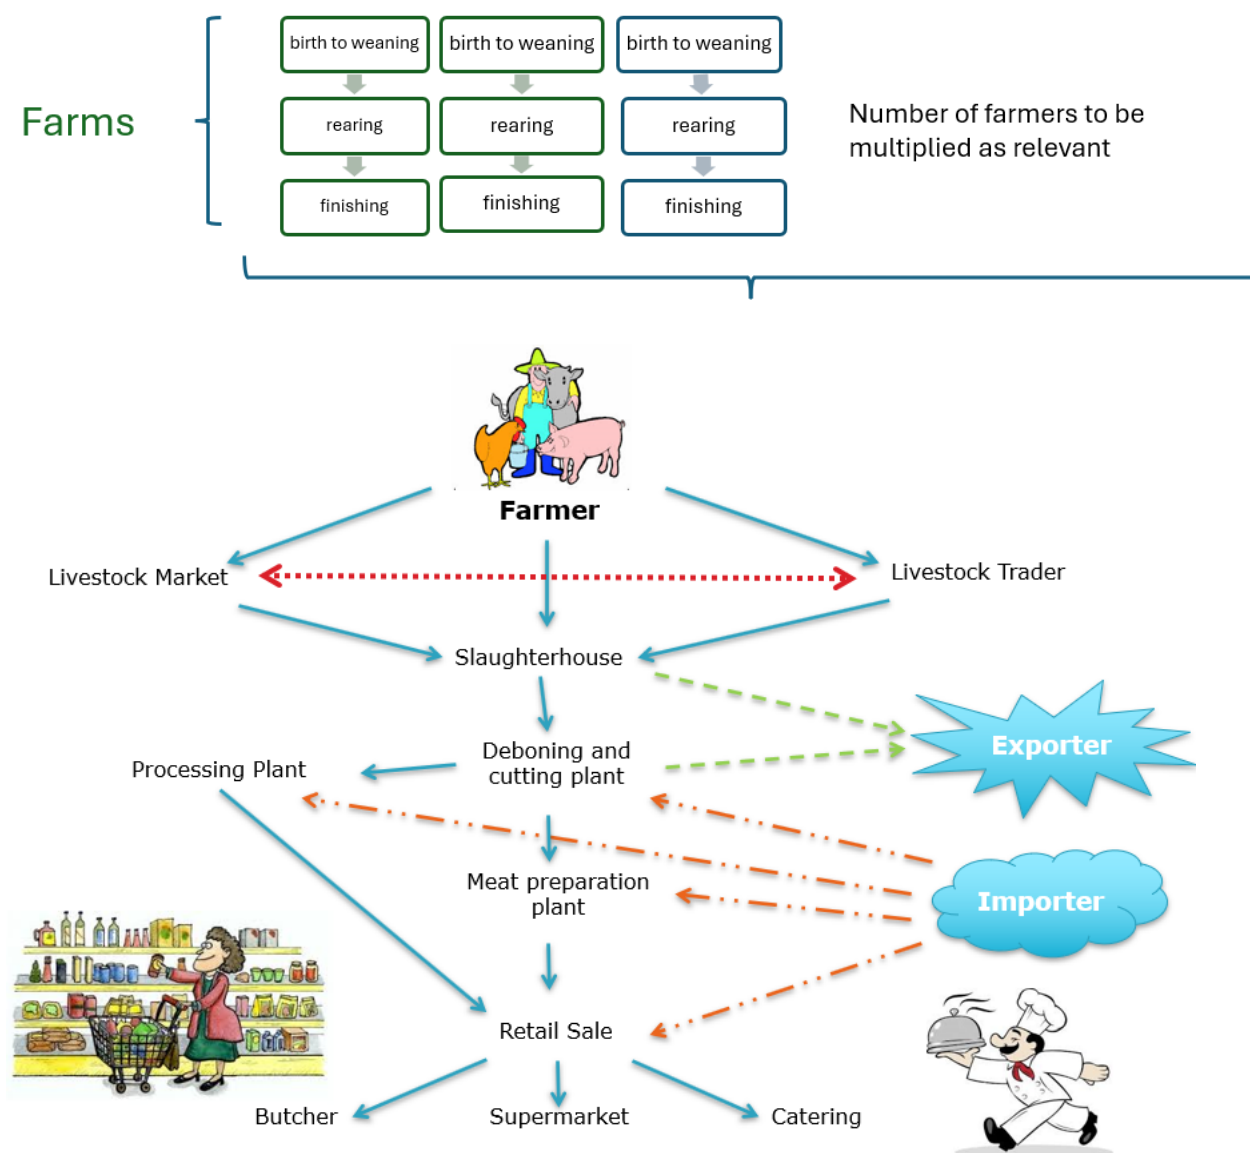 birth to weaning
birth to weaning
birth to weaning
Farms
rearing
rearing
rearing
Number of farmers to be
multiplied as relevant
finishing
finishing
finishing
Farmer
Livestock Market
Livestock Trader
Slaughterhouse
Exporter
Deboning and
cutting plant
Processing Plant
Meat preparation
plant
Importer
Retail Sale
Butcher
Supermarket
Catering